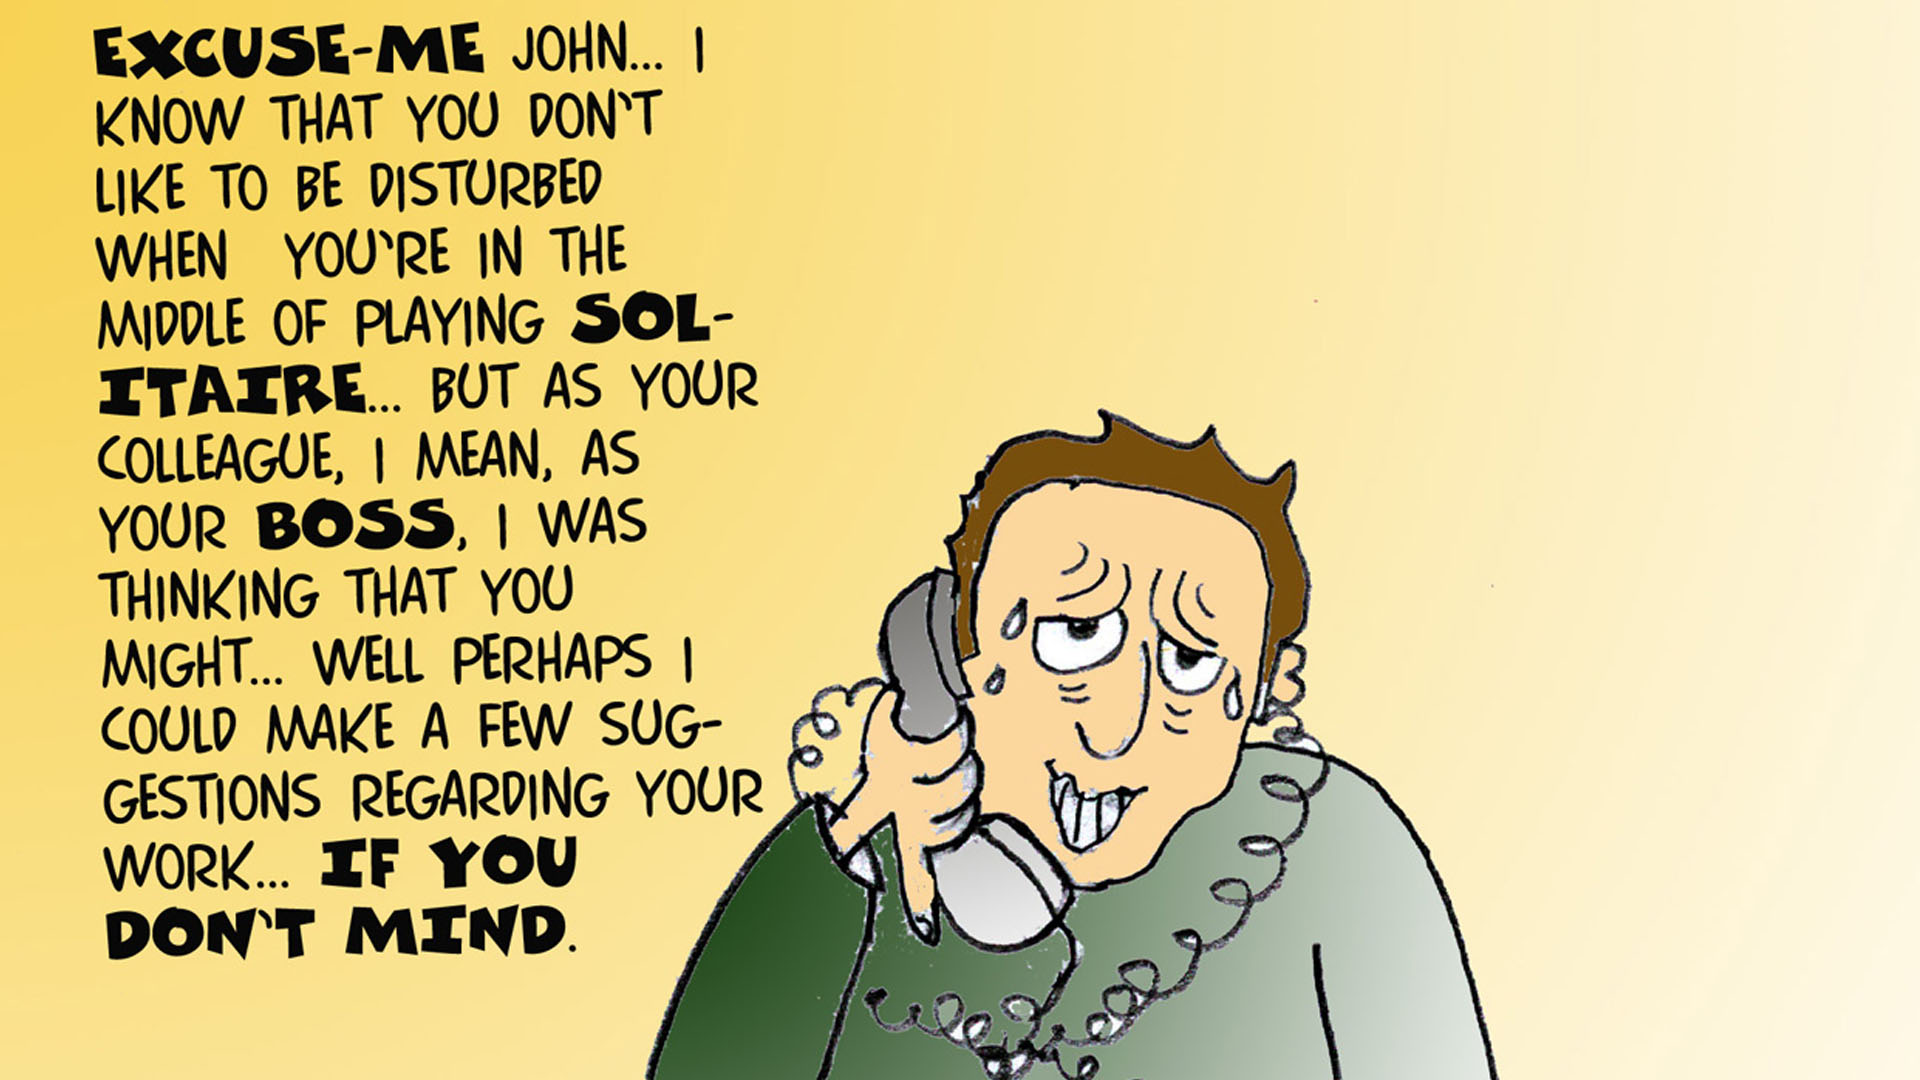 EXCUSE-ME JOHN... I
KNOW THAT YOU DON'T
LIKE TO BE DISTURBED
WHEN YOU'RE IN THE
MIDDLE OF PLAYING SOL-
ITAIRE... BUT AS YOUR
COLLEAGUE, I MEAN, AS
YOUR BOSS, I WAS
THINKING THAT YOU
MIGHT... WELL PERHAPS I
COULD MAKE A FEW SUG-
GESTIONS REGARDING YOUR
WORK... IF YOU
DON'T MIND.